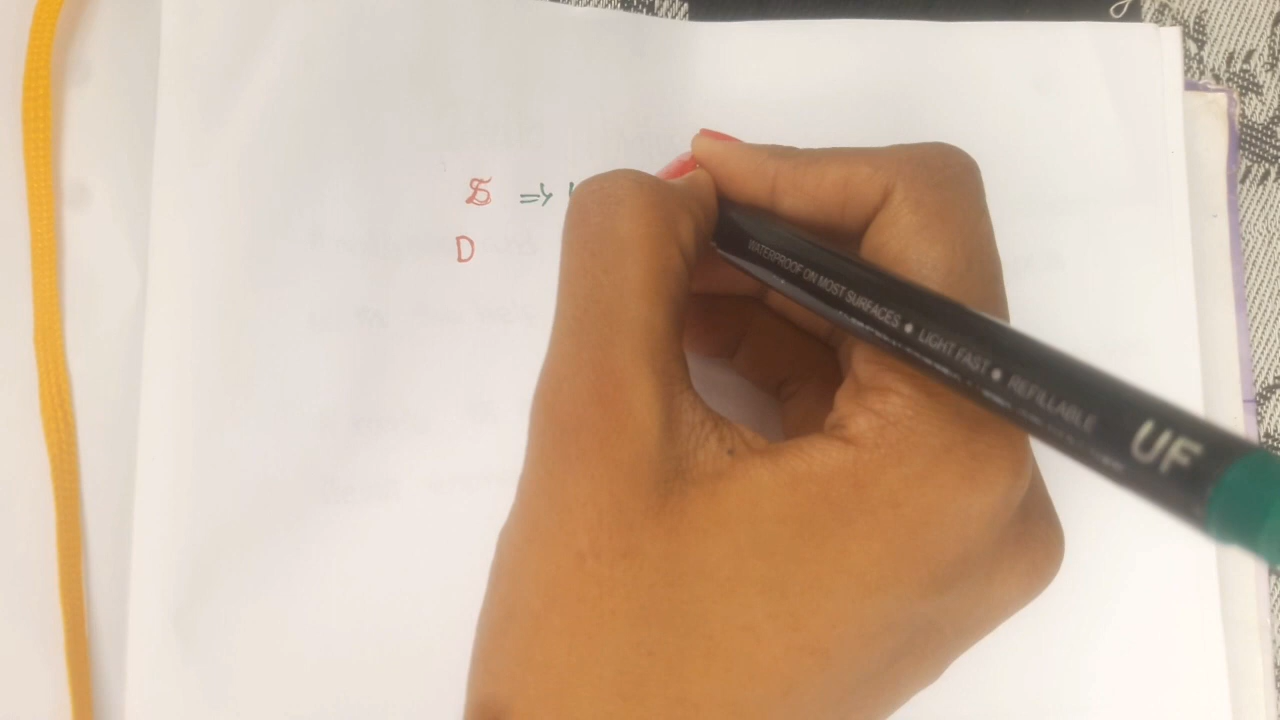 S =>
D
WATERPROOF ON MOST SURFACES • LIGHT FAST • REFILLABLE UF